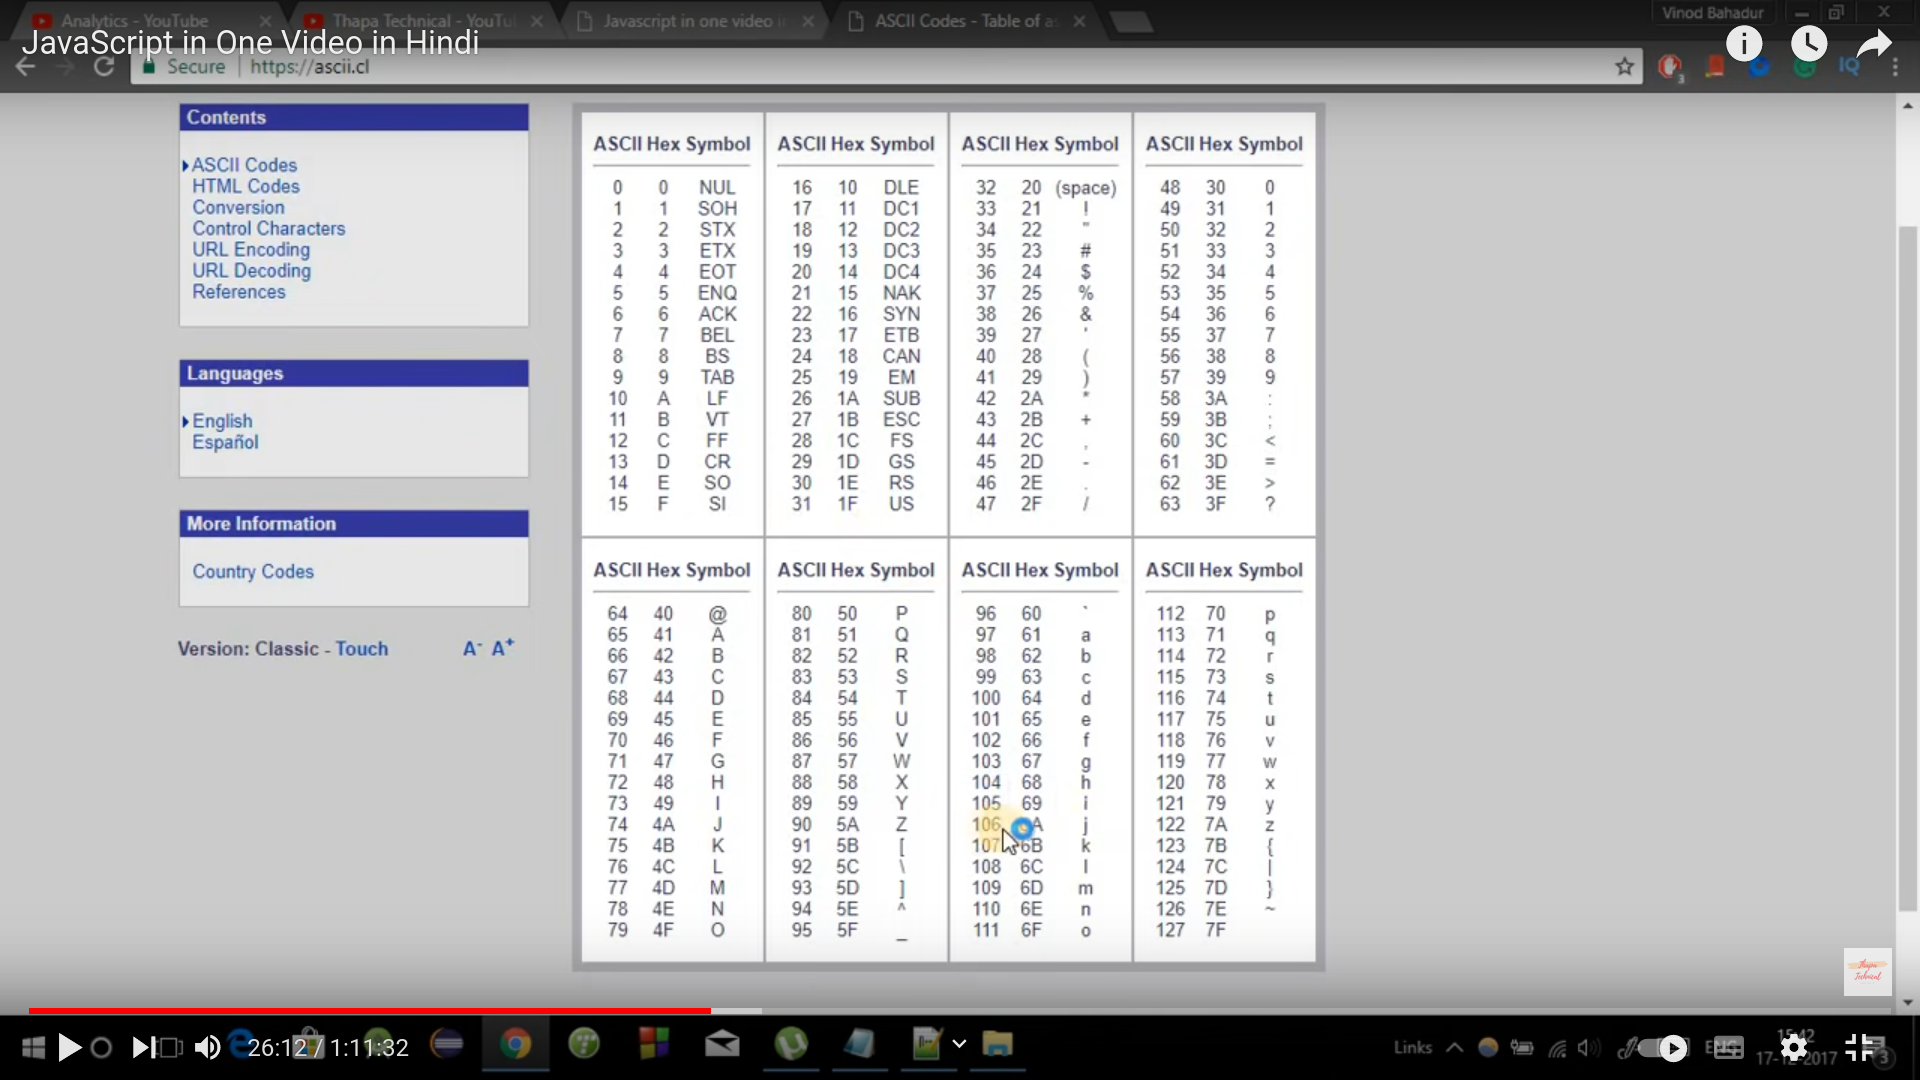 Analytics - YouTube
Thapa Technical - YouTu
Javascript in one video i
ASCII Codes - Table of as
Vinod Bahadur
JavaScript in One Video in Hindi
Secure
https://ascii.cl
3
IQ
Contents
ASCII Codes
HTML Codes
Conversion
Control Characters
URL Encoding
URL Decoding
References
Languages
English
Español
More Information
Country Codes
Version: Classic - Touch A- A+
ASCII Hex Symbol
0 0 NUL
1 1 SOH
2 2 STX
3 3 ETX
4 4 EOT
5 5 ENQ
6 6 ACK
7 7 BEL
8 8 BS
9 9 TAB
10 A LF
11 B VT
12 C FF
13 D CR
14 E SO
15 F SI
ASCII Hex Symbol
16 10 DLE
17 11 DC1
18 12 DC2
19 13 DC3
20 14 DC4
21 15 NAK
22 16 SYN
23 17 ETB
24 18 CAN
25 19 EM
26 1A SUB
27 1B ESC
28 1C FS
29 1D GS
30 1E RS
31 1F US
ASCII Hex Symbol
32 20 (space)
33 21 !
34 22 "
35 23 #
36 24 $
37 25 %
38 26 &
39 27 '
40 28 (
41 29 )
42 2A *
43 2B +
44 2C ,
45 2D -
46 2E .
47 2F /
ASCII Hex Symbol
48 30 0
49 31 1
50 32 2
51 33 3
52 34 4
53 35 5
54 36 6
55 37 7
56 38 8
57 39 9
58 3A :
59 3B ;
60 3C <
61 3D =
62 3E >
63 3F ?
ASCII Hex Symbol
64 40 @
65 41 A
66 42 B
67 43 C
68 44 D
69 45 E
70 46 F
71 47 G
72 48 H
73 49 I
74 4A J
75 4B K
76 4C L
77 4D M
78 4E N
79 4F O
ASCII Hex Symbol
80 50 P
81 51 Q
82 52 R
83 53 S
84 54 T
85 55 U
86 56 V
87 57 W
88 58 X
89 59 Y
90 5A Z
91 5B [
92 5C \
93 5D ]
94 5E ^
95 5F _
ASCII Hex Symbol
96 60 `
97 61 a
98 62 b
99 63 c
100 64 d
101 65 e
102 66 f
103 67 g
104 68 h
105 69 i
106 A j
107 6B k
108 6C l
109 6D m
110 6E n
111 6F o
ASCII Hex Symbol
112 70 p
113 71 q
114 72 r
115 73 s
116 74 t
117 75 u
118 76 v
119 77 w
120 78 x
121 79 y
122 7A z
123 7B {
124 7C |
125 7D }
126 7E ~
127 7F
Thapa
Technical
26:12 / 1:11:32
Links
15:42
17-12-2017
3